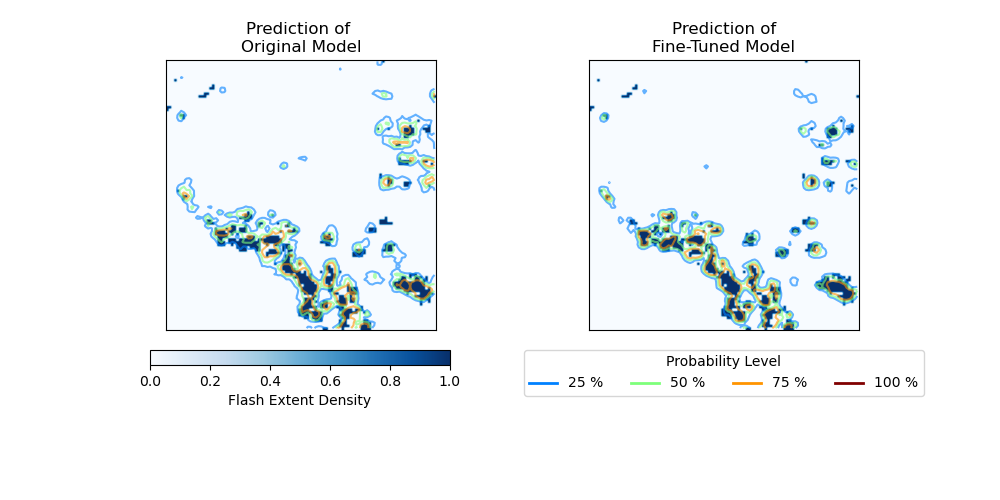 Prediction of
Original Model
Prediction of
Fine-Tuned Model
0.0 0.2 0.4 0.6 0.8 1.0
Flash Extent Density
Probability Level
25 % 50 % 75 % 100 %